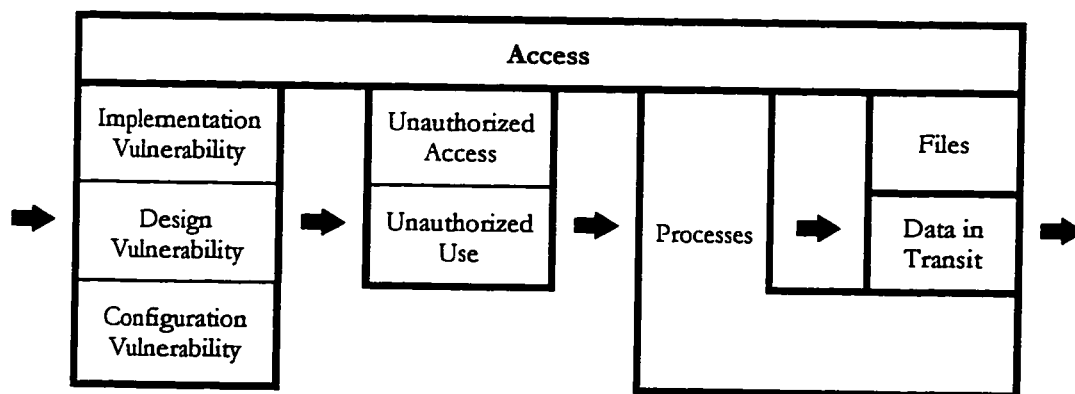 Access
Implementation
Vulnerability
Design
Vulnerability
Configuration
Vulnerability
Unauthorized
Access
Unauthorized
Use
Processes
Files
Data in
Transit